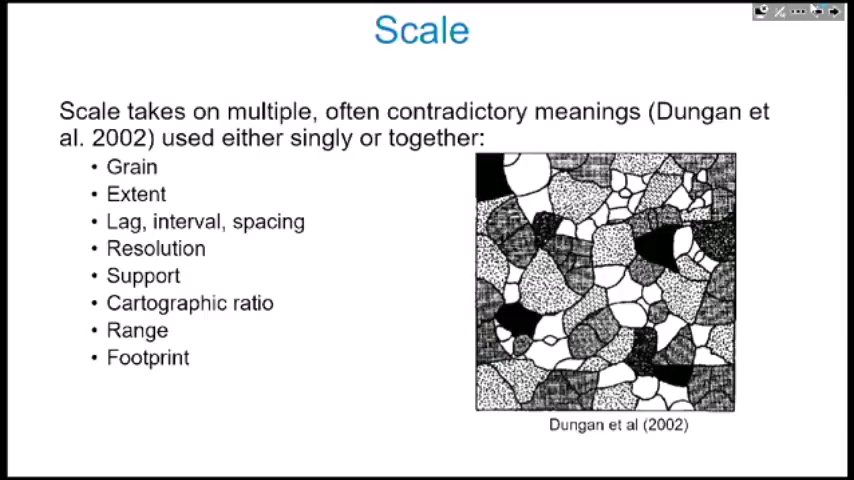 Scale
Scale takes on multiple, often contradictory meanings (Dungan et
al. 2002) used either singly or together:
• Grain
• Extent
• Lag, interval, spacing
• Resolution
• Support
• Cartographic ratio
• Range
• Footprint
Dungan et al (2002)